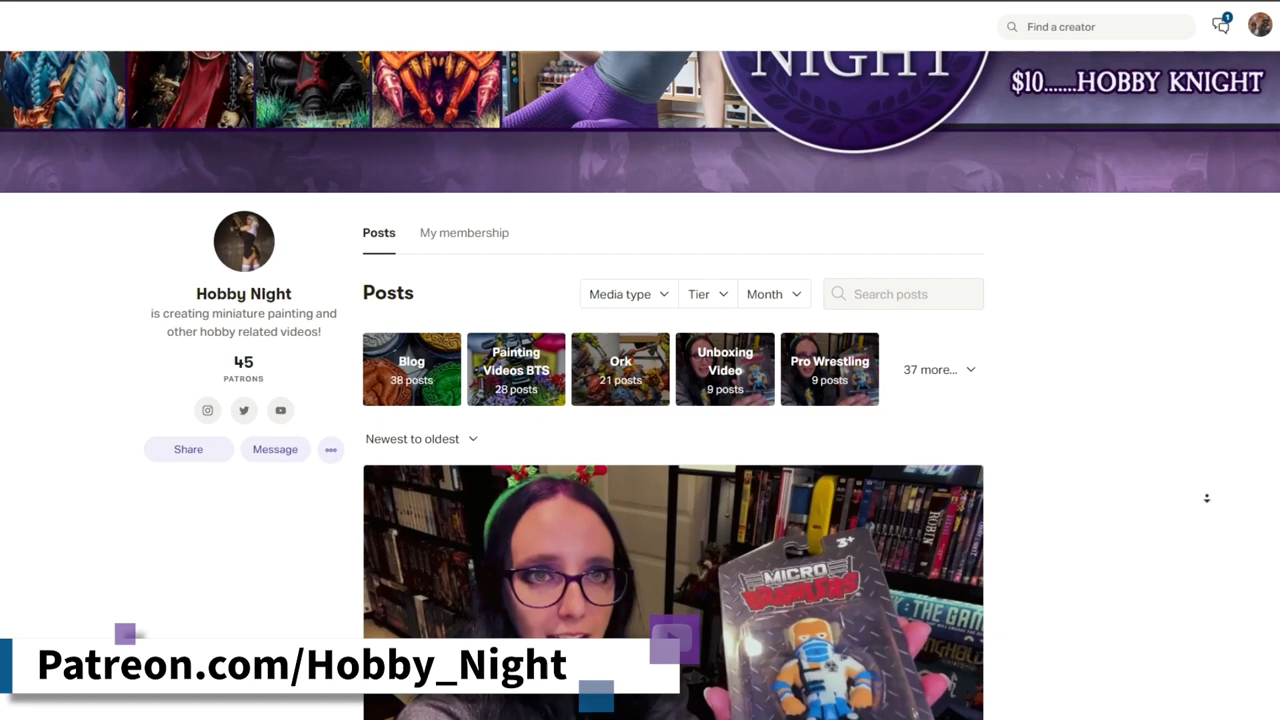 Find a creator
1
NIGHT
$10.......HOBBY KNIGHT
Posts
My membership
Hobby Night
is creating miniature painting and
other hobby related videos!
45
PATRONS
Share
Message
Posts
Media type
Tier
Month
Search posts
Blog
38 posts
Painting
Videos BTS
28 posts
Ork
21 posts
Unboxing
Video
9 posts
Pro Wrestling
9 posts
37 more...
Newest to oldest
3+
MICRO
BRAWLERS
ROBIN
THE GAM
Patreon.com/Hobby_Night